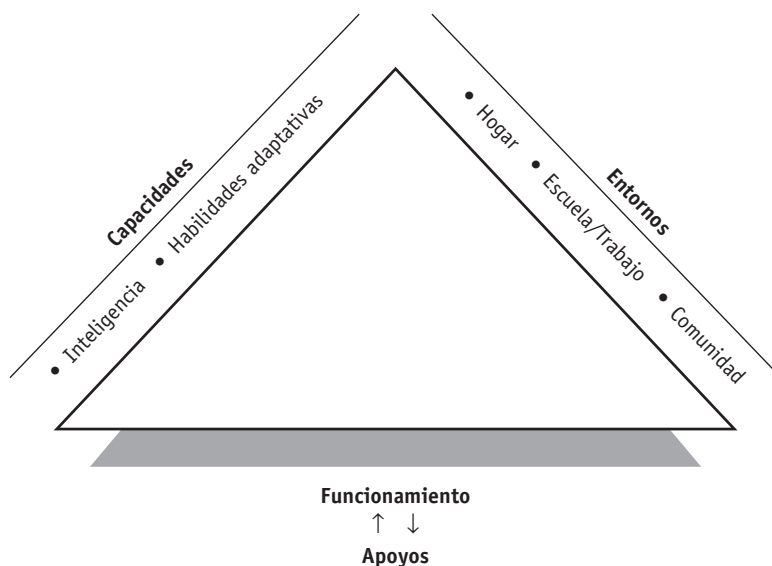 Capacidades
• Inteligencia • Habilidades adaptativas
Entornos
• Hogar • Escuela/Trabajo • Comunidad
Funcionamiento
↑ ↓
Apoyos